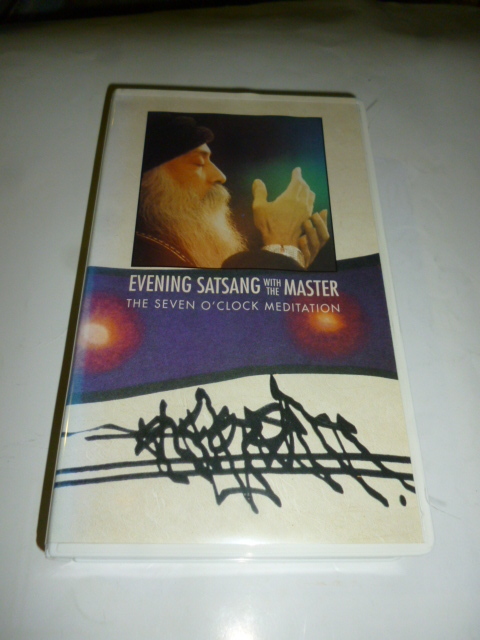 EVENING SATSANG WITH THE MASTER
THE SEVEN O'CLOCK MEDITATION